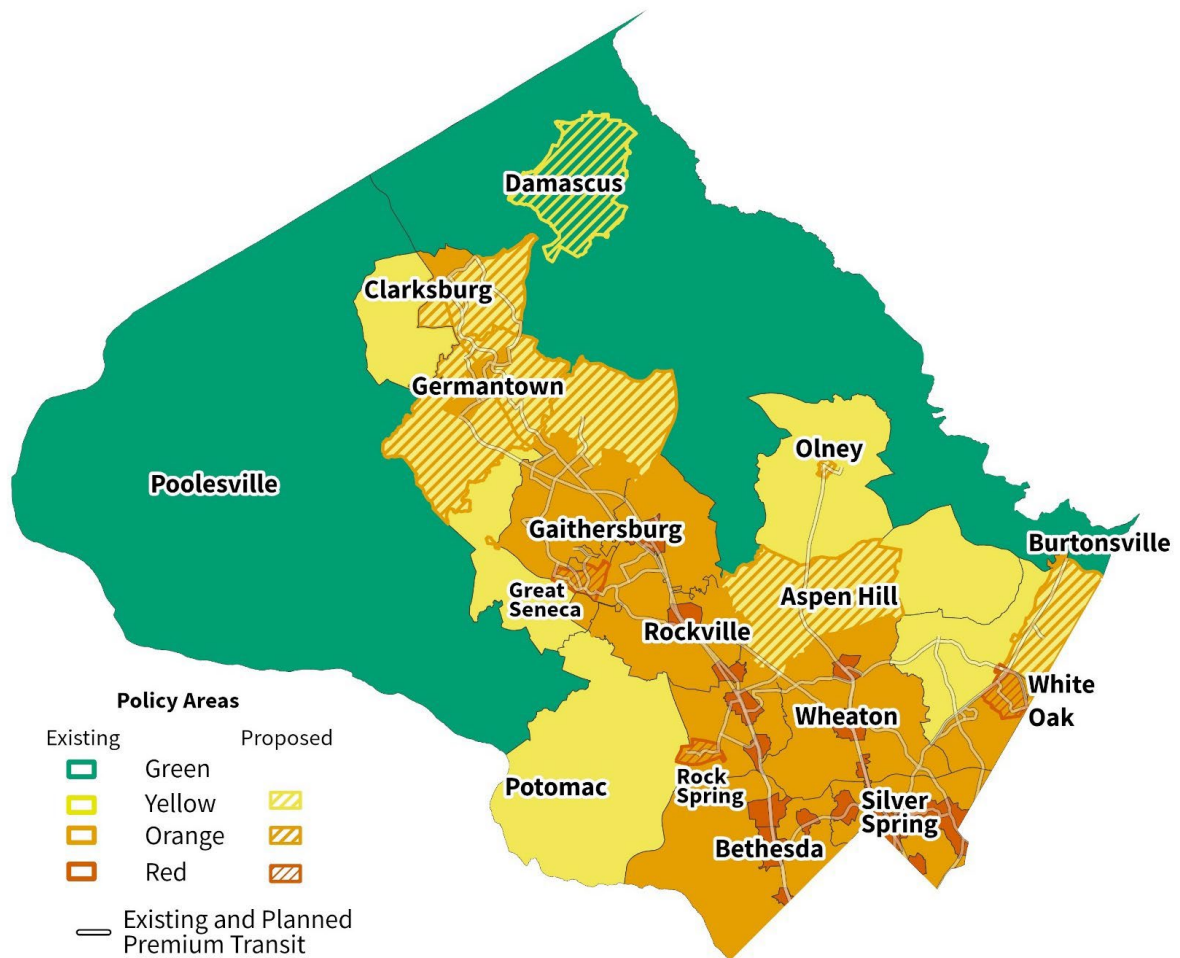 Damascus
Clarksburg
Germantown
Olney
Poolesville
Gaithersburg
Burtonsville
Great
Seneca
Aspen Hill
Rockville
White
Oak
Wheaton
Rock
Spring
Potomac
Silver
Spring
Bethesda
Policy Areas
Existing Proposed
Green
Yellow
Orange
Red
Existing and Planned
Premium Transit